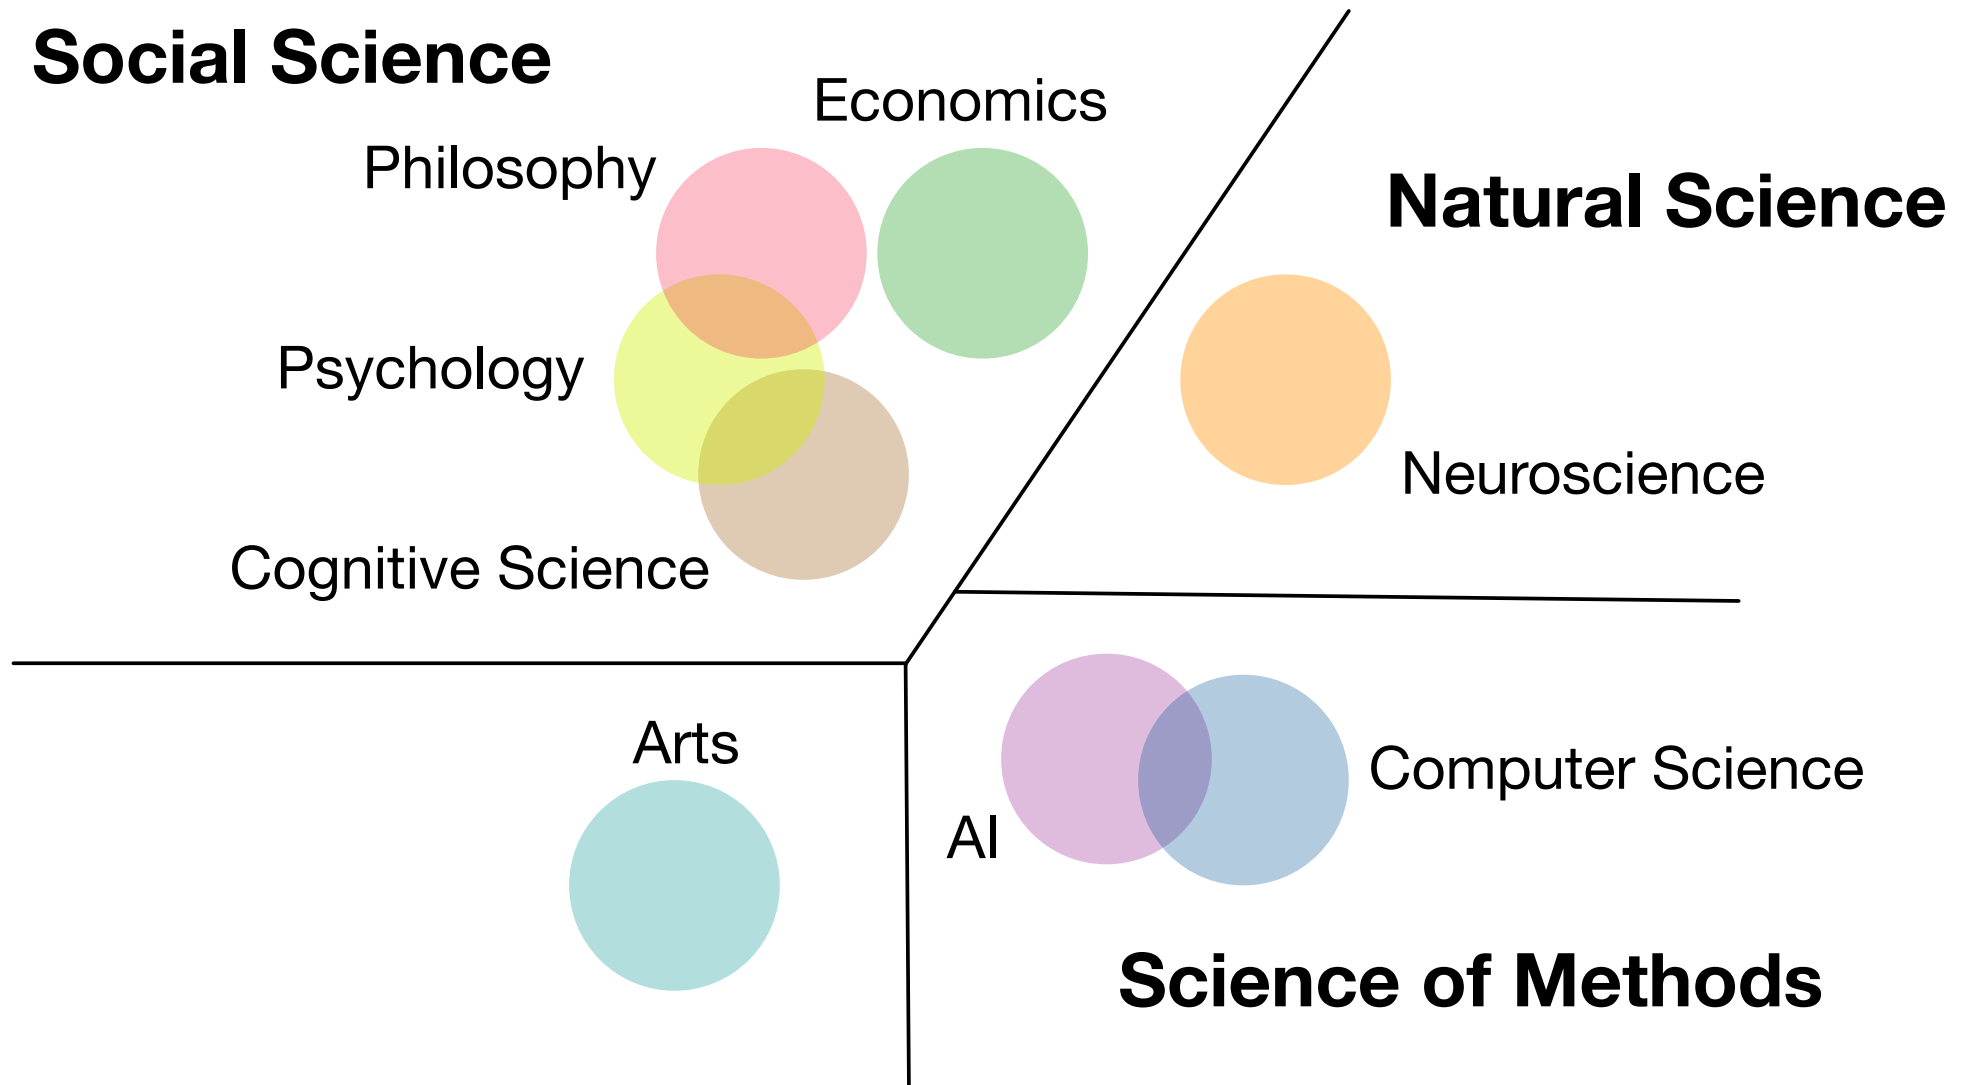 Social Science
Economics
Philosophy
Natural Science
Psychology
Neuroscience
Cognitive Science
Arts
Computer Science
AI
Science of Methods